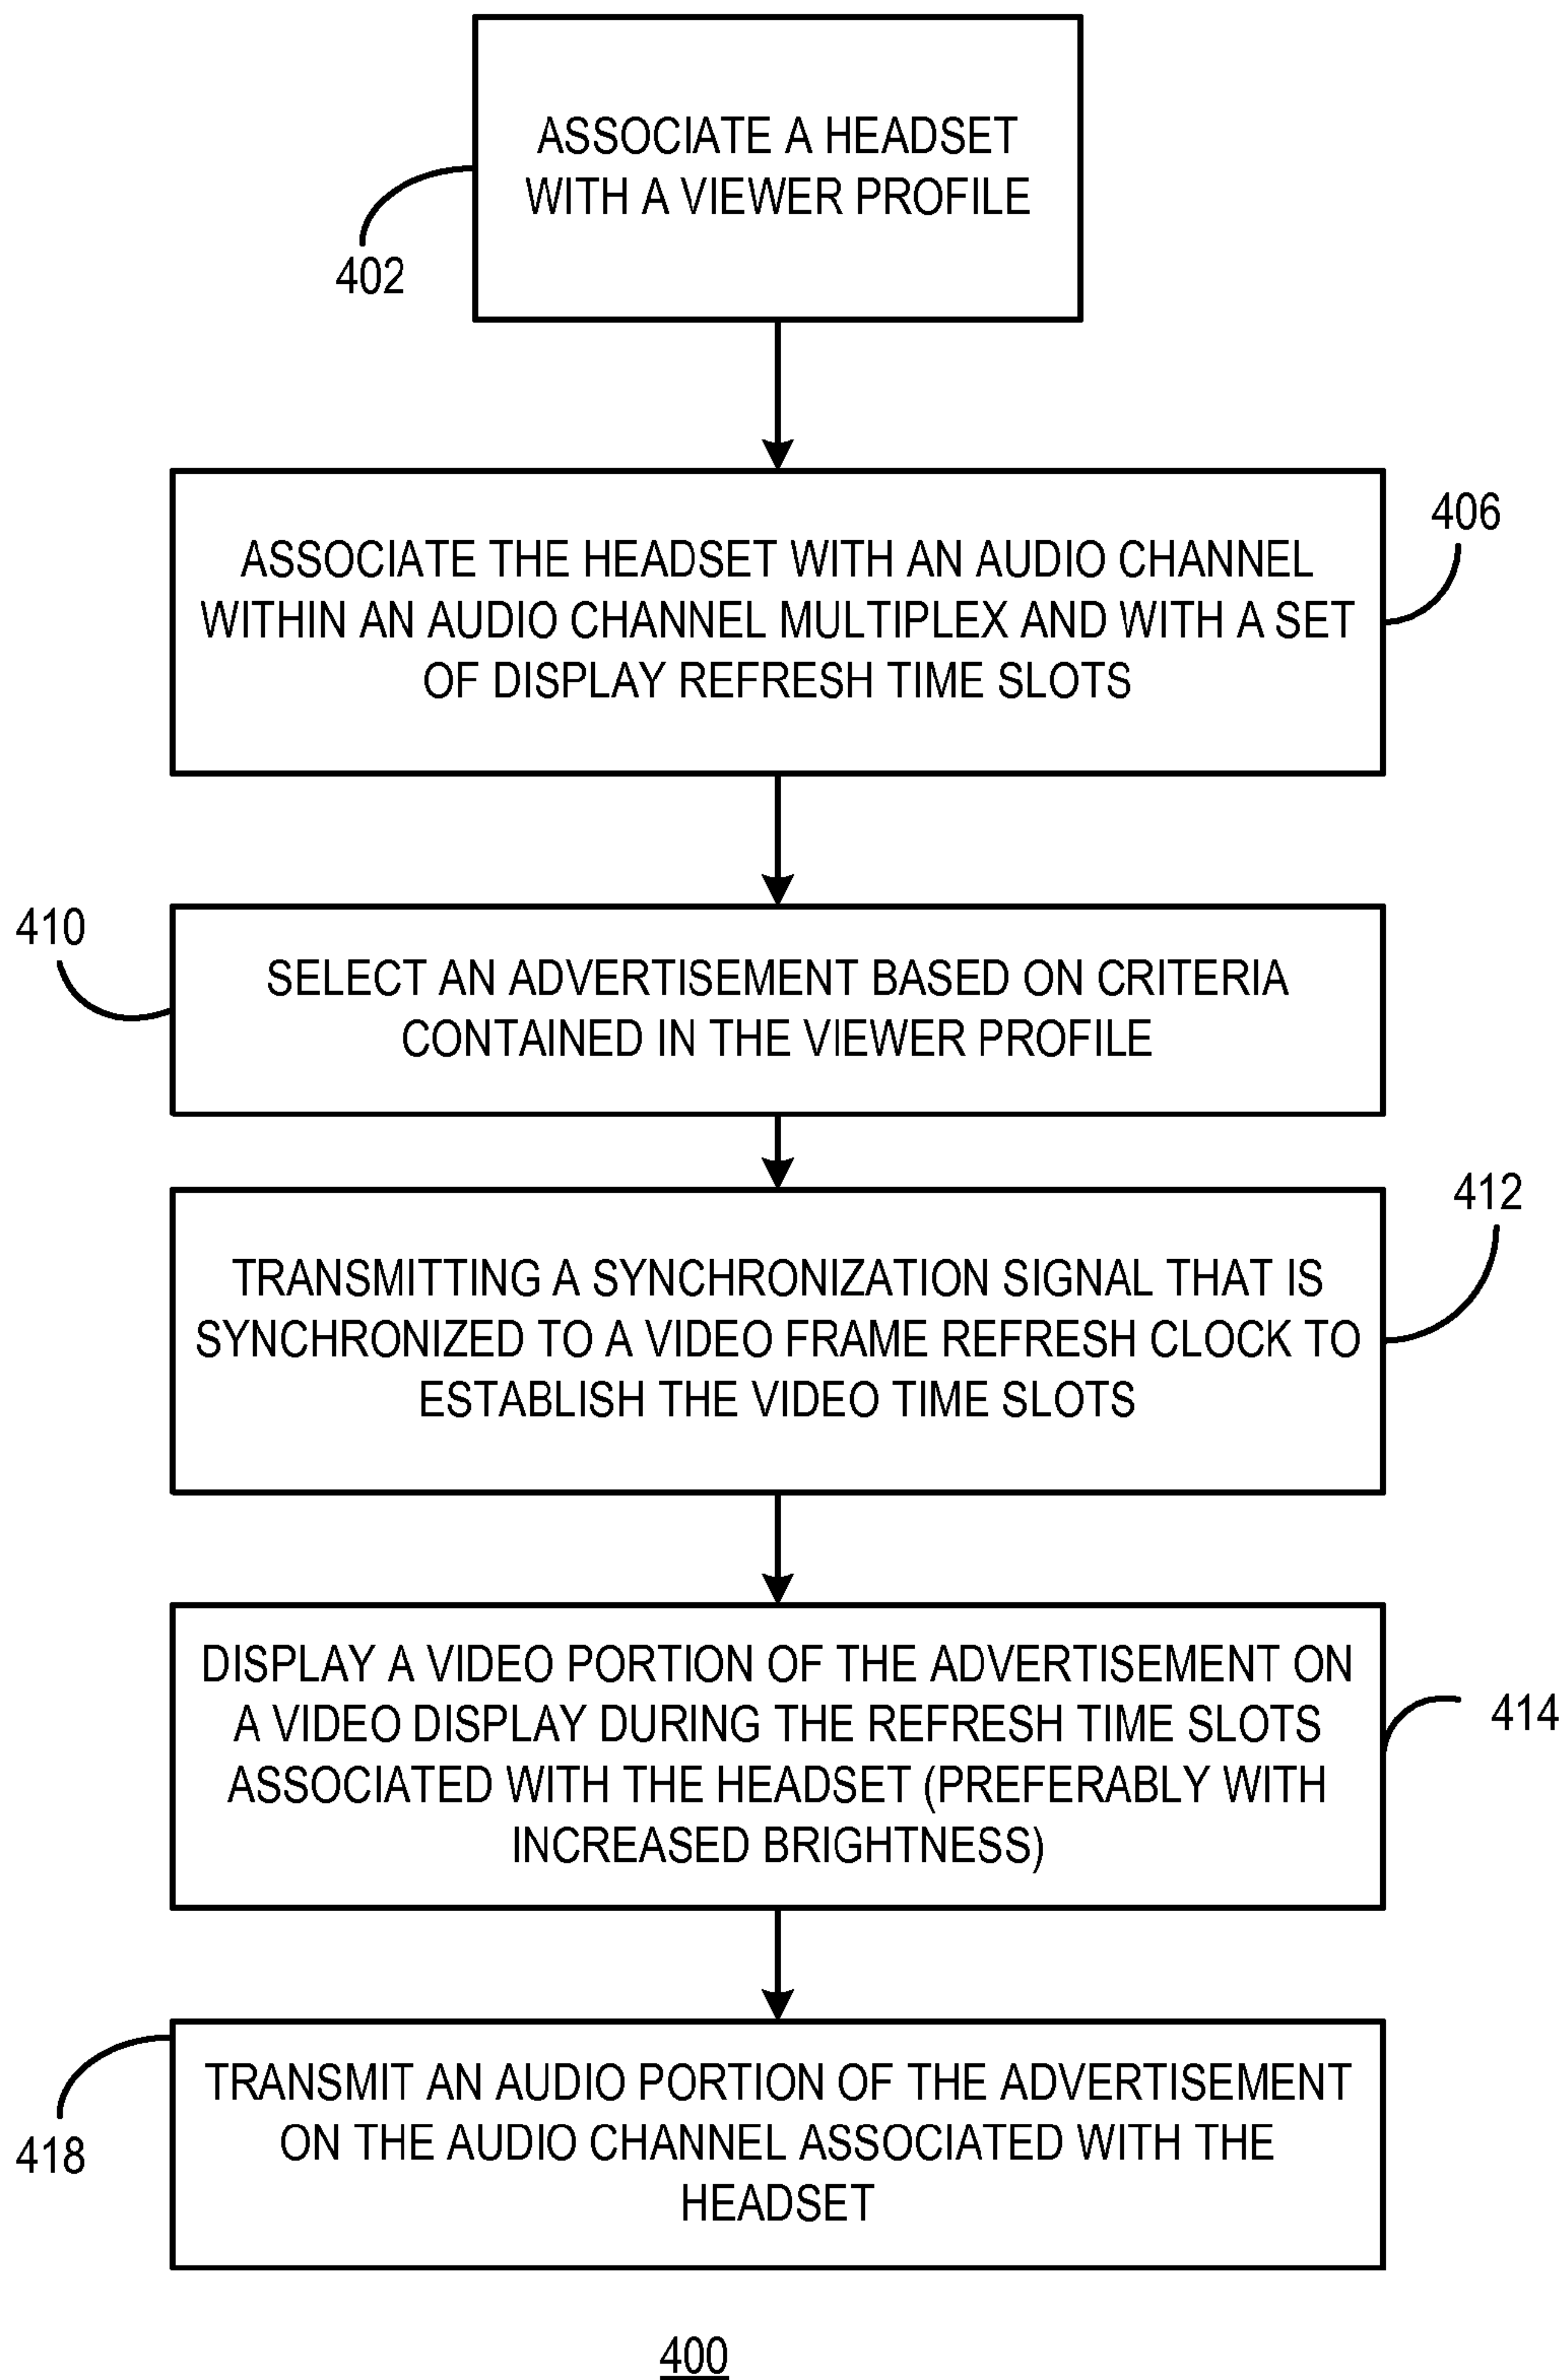 ASSOCIATE A HEADSET
WITH A VIEWER PROFILE
402
406
ASSOCIATE THE HEADSET WITH AN AUDIO CHANNEL
WITHIN AN AUDIO CHANNEL MULTIPLEX AND WITH A SET
OF DISPLAY REFRESH TIME SLOTS
410
SELECT AN ADVERTISEMENT BASED ON CRITERIA
CONTAINED IN THE VIEWER PROFILE
412
TRANSMITTING A SYNCHRONIZATION SIGNAL THAT IS
SYNCHRONIZED TO A VIDEO FRAME REFRESH CLOCK TO
ESTABLISH THE VIDEO TIME SLOTS
DISPLAY A VIDEO PORTION OF THE ADVERTISEMENT ON
A VIDEO DISPLAY DURING THE REFRESH TIME SLOTS
ASSOCIATED WITH THE HEADSET (PREFERABLY WITH
INCREASED BRIGHTNESS)
414
TRANSMIT AN AUDIO PORTION OF THE ADVERTISEMENT
ON THE AUDIO CHANNEL ASSOCIATED WITH THE
HEADSET
418
400